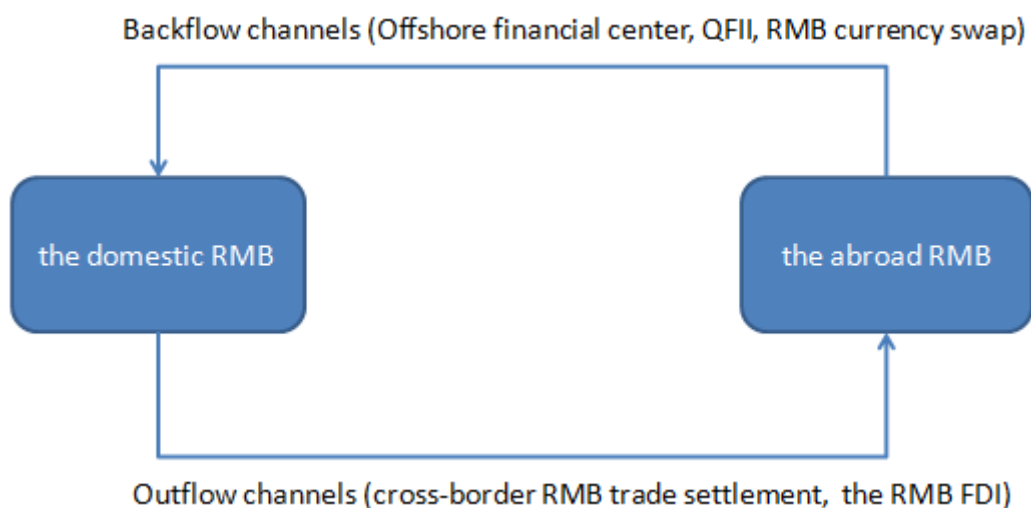 Backflow channels (Offshore financial center, QFII, RMB currency swap)
the domestic RMB
the abroad RMB
Outflow channels (cross-border RMB trade settlement, the RMB FDI)